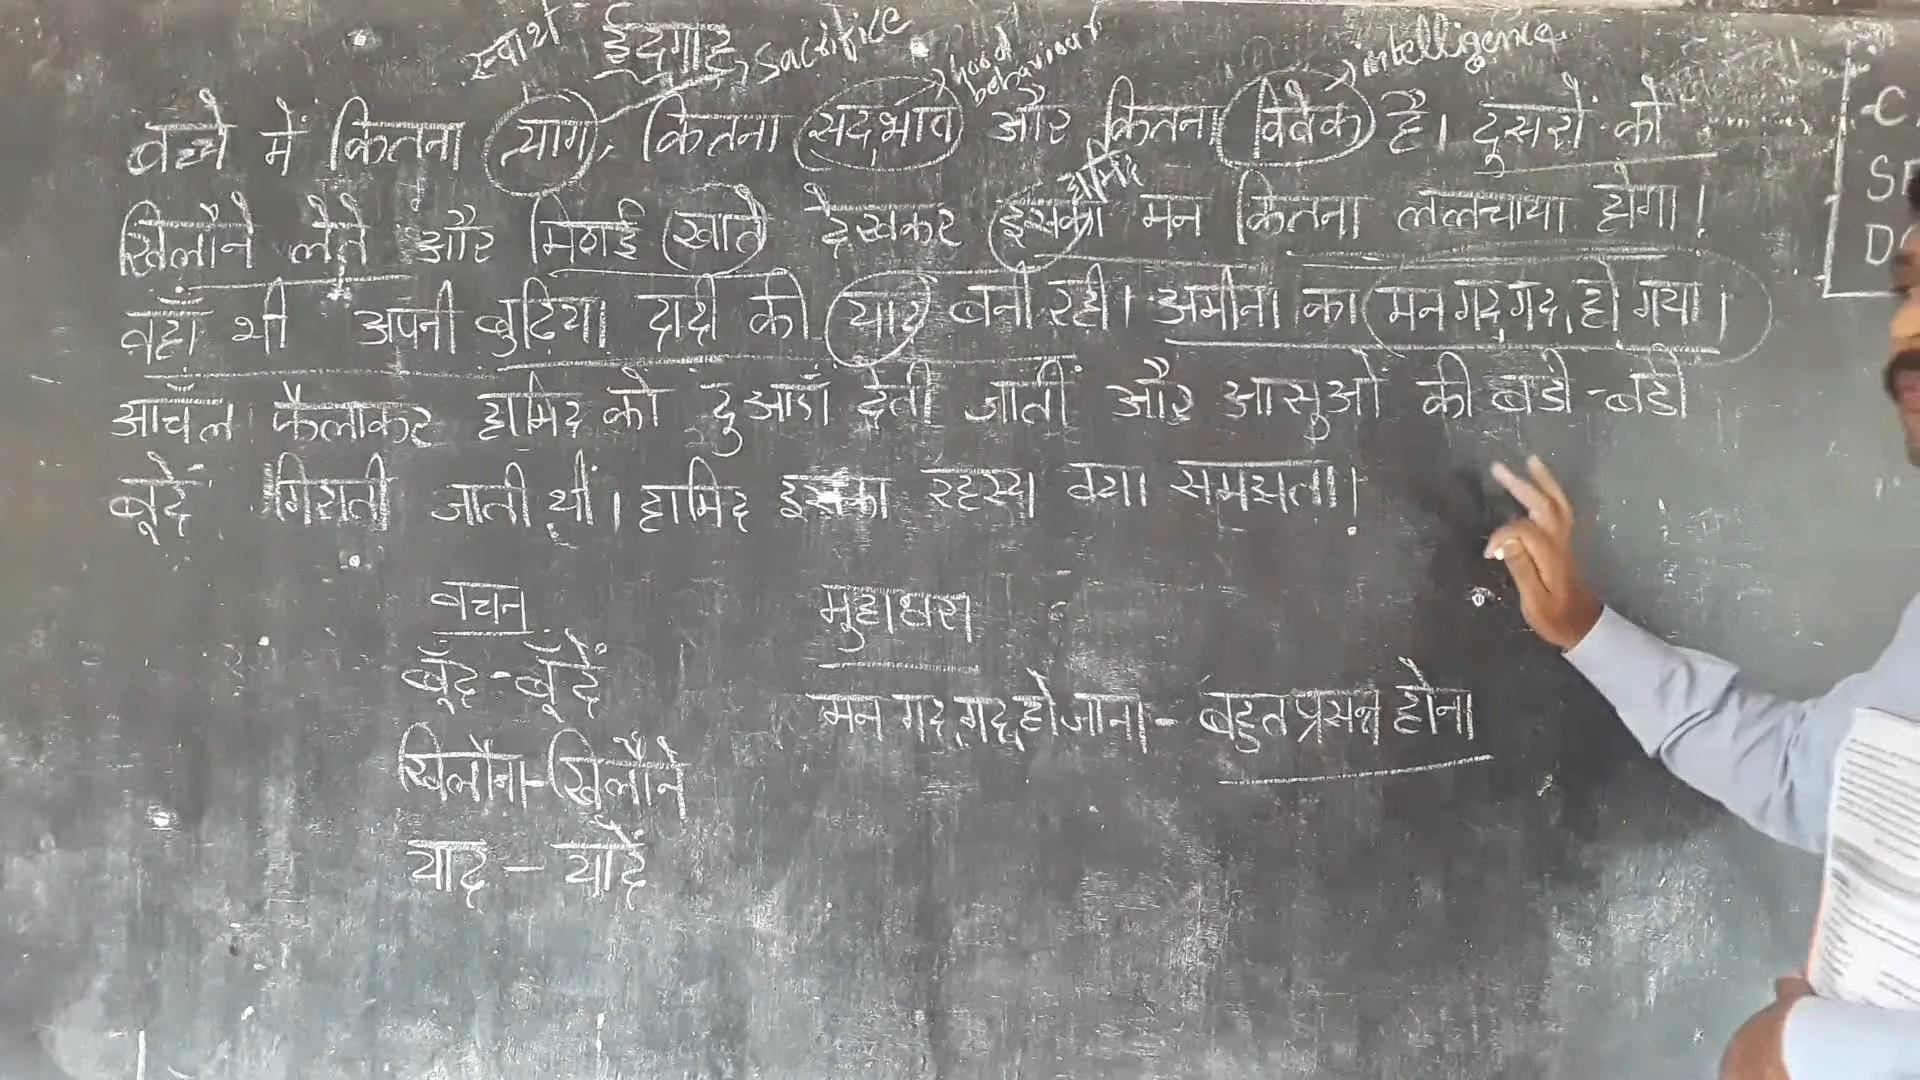 स्वार्थ ईदगाह sacrifice good behaviour intelligence
बच्चे में कितना त्याग, कितना सद्भाव और कितना विवेक है। दुसरों को
हामिद
खिलौने लेते और मिठाई खाते देखकर इसका मन कितना ललचाया होगा!
वहाँ भी अपनी बुढ़िया दादी की याद बनी रही। अमीना का मन गद्गद् हो गया।
आँचल फैलाकर हामिद को दुआएँ देती जातीं और आसुओं की बडी-बडी
बूंदें गिराती जाती थीं। हामिद इसका रहस्य क्या समझता!
वचन मुहावरा
बूँद-बूँदें मन गद् गद् हो जाना - बहुत प्रसन्न होना
खिलौना-खिलौने
याद - यादें